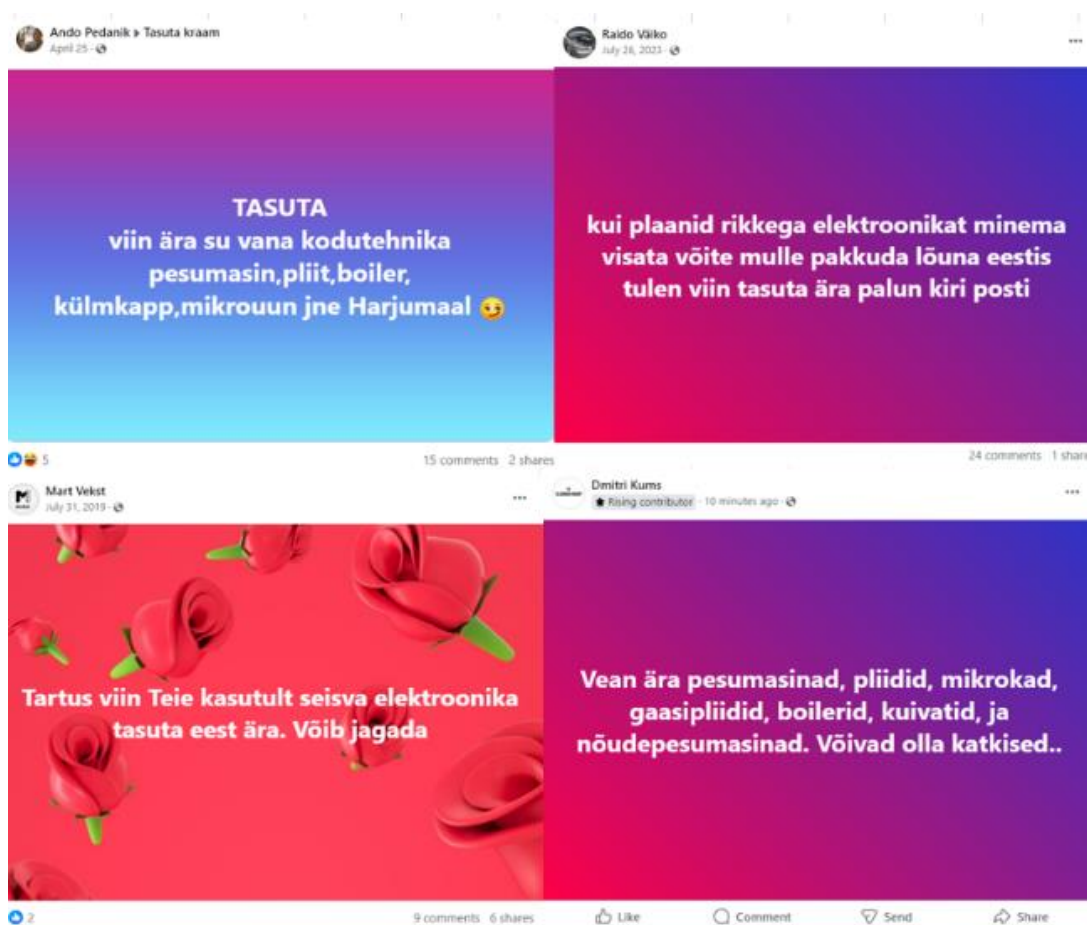 Ando Pedanik ▸ Tasuta kraam
April 25 ·
TASUTA
viin ära su vana kodutehnika
pesumasin,pliit,boiler,
külmkapp,mikrouun jne Harjumaal 😏
5
15 comments 2 shares
Raido Väiko
July 26, 2023 ·
kui plaanid rikkega elektroonikat minema
visata võite mulle pakkuda lõuna eestis
tulen viin tasuta ära palun kiri posti
24 comments 1 share
Mart Vekst
July 31, 2019 ·
Tartus viin Teie kasutult seisva elektroonika
tasuta eest ära. Võib jagada
2
9 comments 6 shares
Dmitri Kums
Rising contributor · 10 minutes ago ·
Vean ära pesumasinad, pliidid, mikrokad,
gaasipliidid, boilerid, kuivatid, ja
nõudepesumasinad. Võivad olla katkised..
Like Comment Send Share